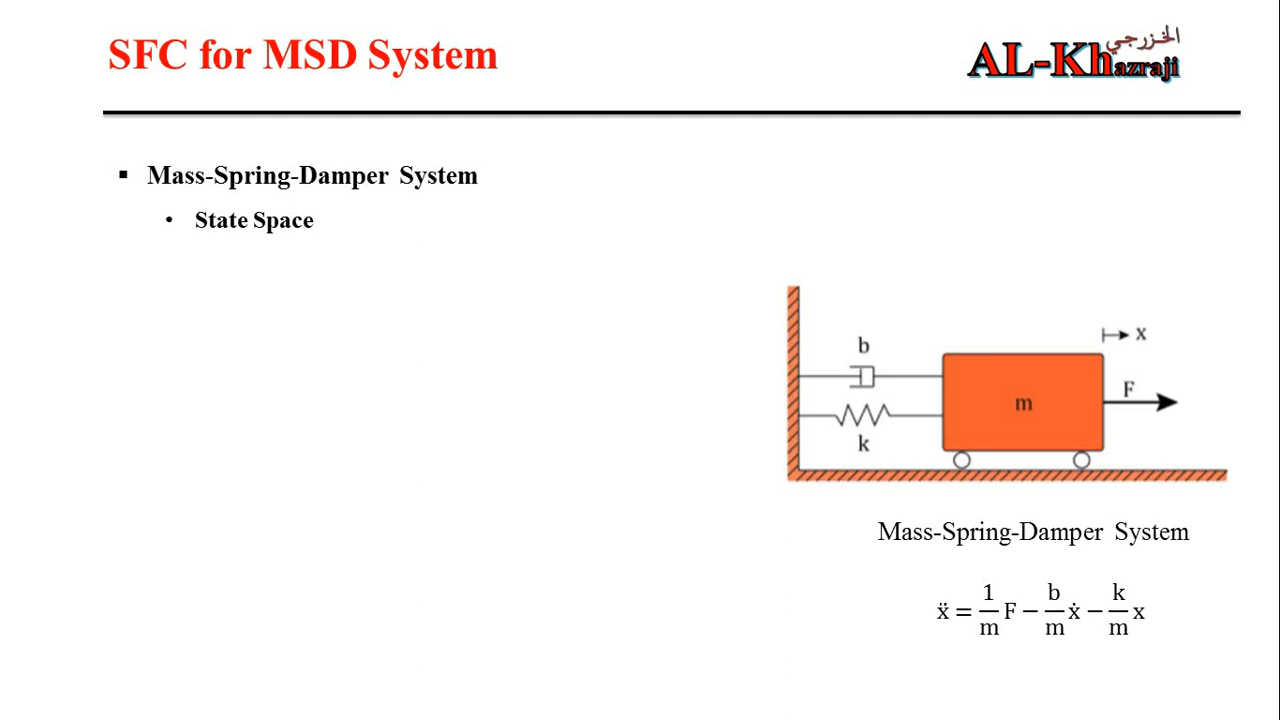 SFC for MSD System
الخزرجي
AL-Khazraji
▪ Mass-Spring-Damper System
• State Space
b
x
F
m
k
Mass-Spring-Damper System
ẍ = 1/m F − b/m ẋ − k/m x